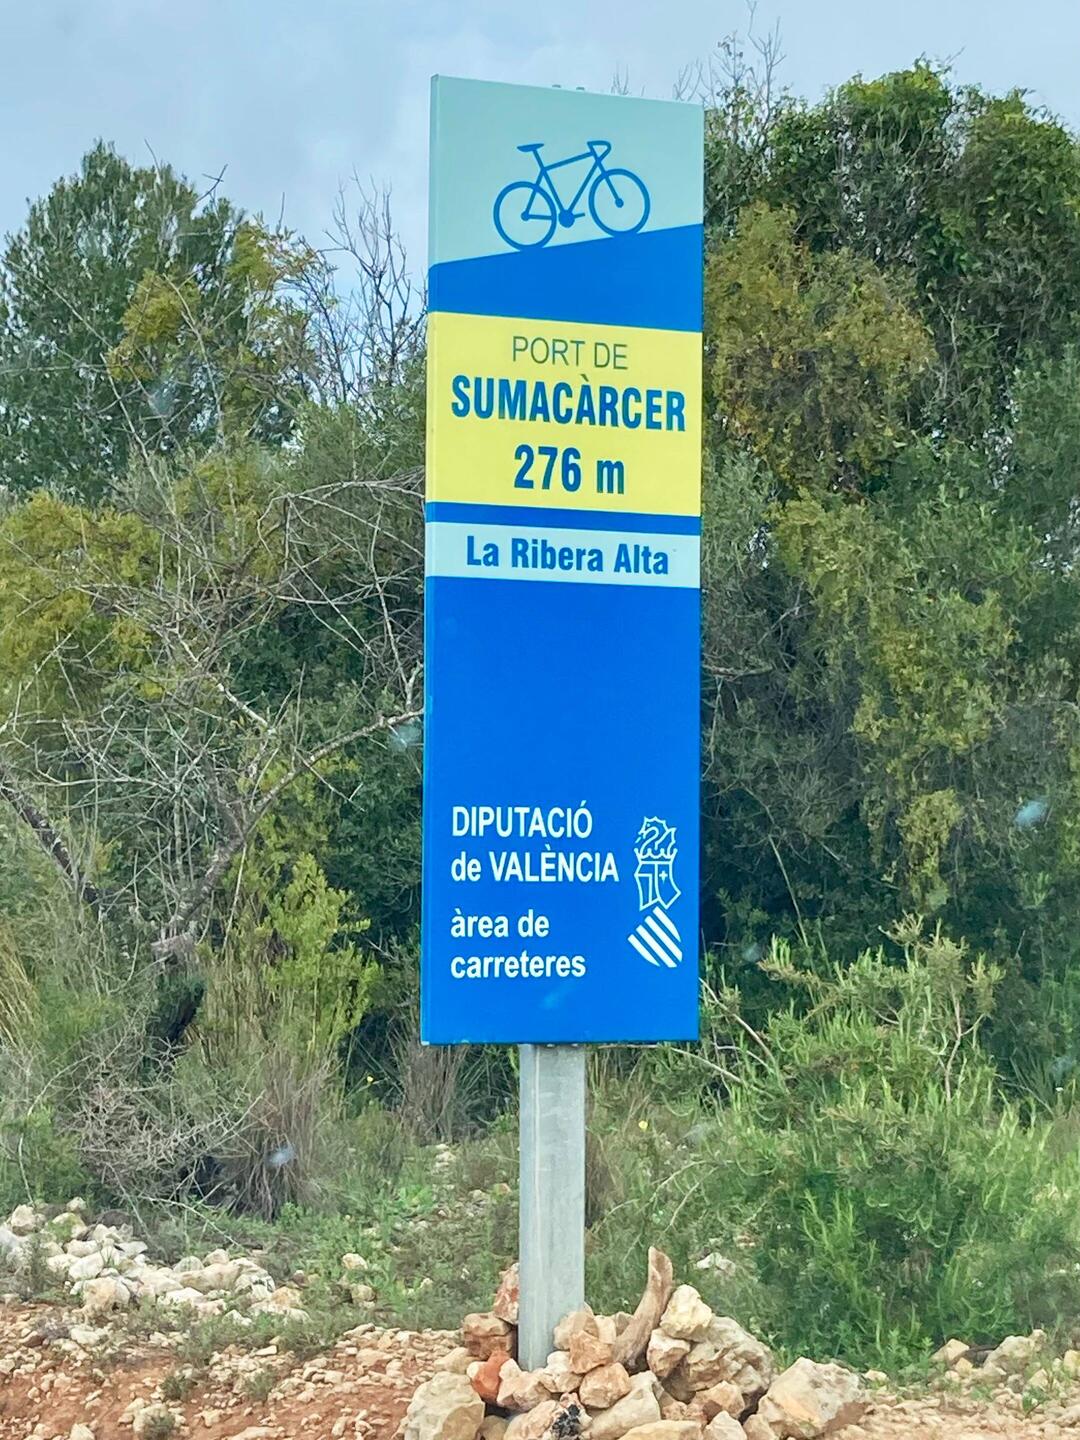 PORT DE
SUMACÀRCER
276 m
La Ribera Alta
DIPUTACIÓ
de VALÈNCIA
àrea de
carreteres